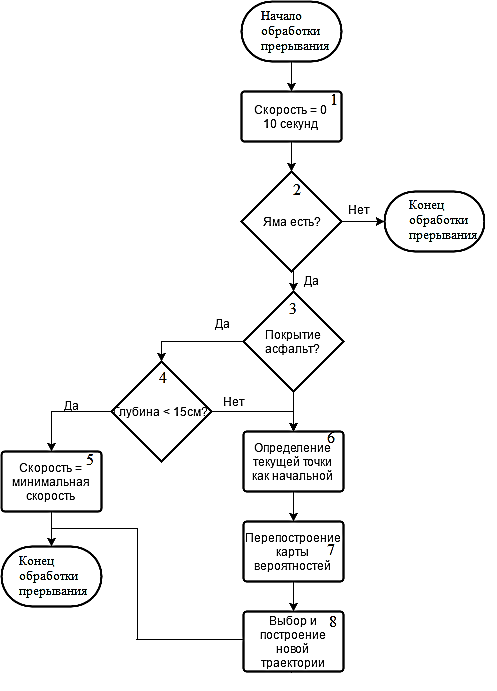 Начало
обработки
прерывания
1
Скорость = 0
10 секунд
2
Яма есть?
Нет
Конец
обработки
прерывания
Да
3
Покрытие
асфальт?
Да
4
Глубина < 15см?
Нет
Да
5
Скорость =
минимальная
скорость
6
Определение
текущей точки
как начальной
Конец
обработки
прерывания
7
Перепостроение
карты
вероятностей
8
Выбор и
построение
новой
траектории